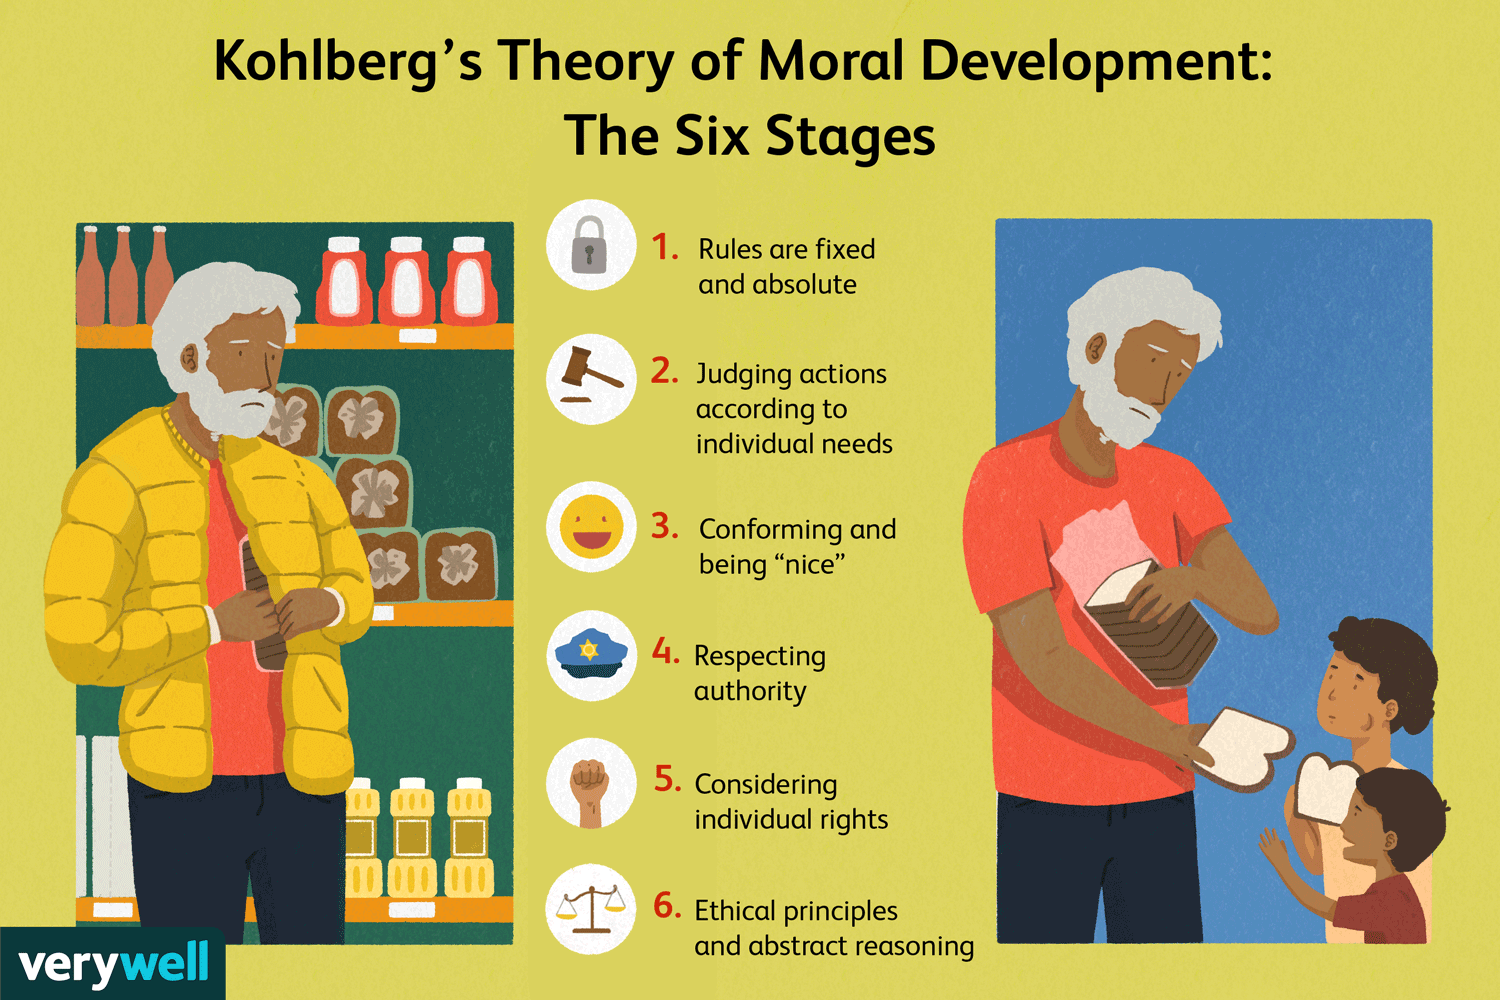 Kohlberg’s Theory of Moral Development:
The Six Stages
1. Rules are fixed
and absolute
2. Judging actions
according to
individual needs
3. Conforming and
being “nice”
4. Respecting
authority
5. Considering
individual rights
6. Ethical principles
and abstract reasoning
verywell